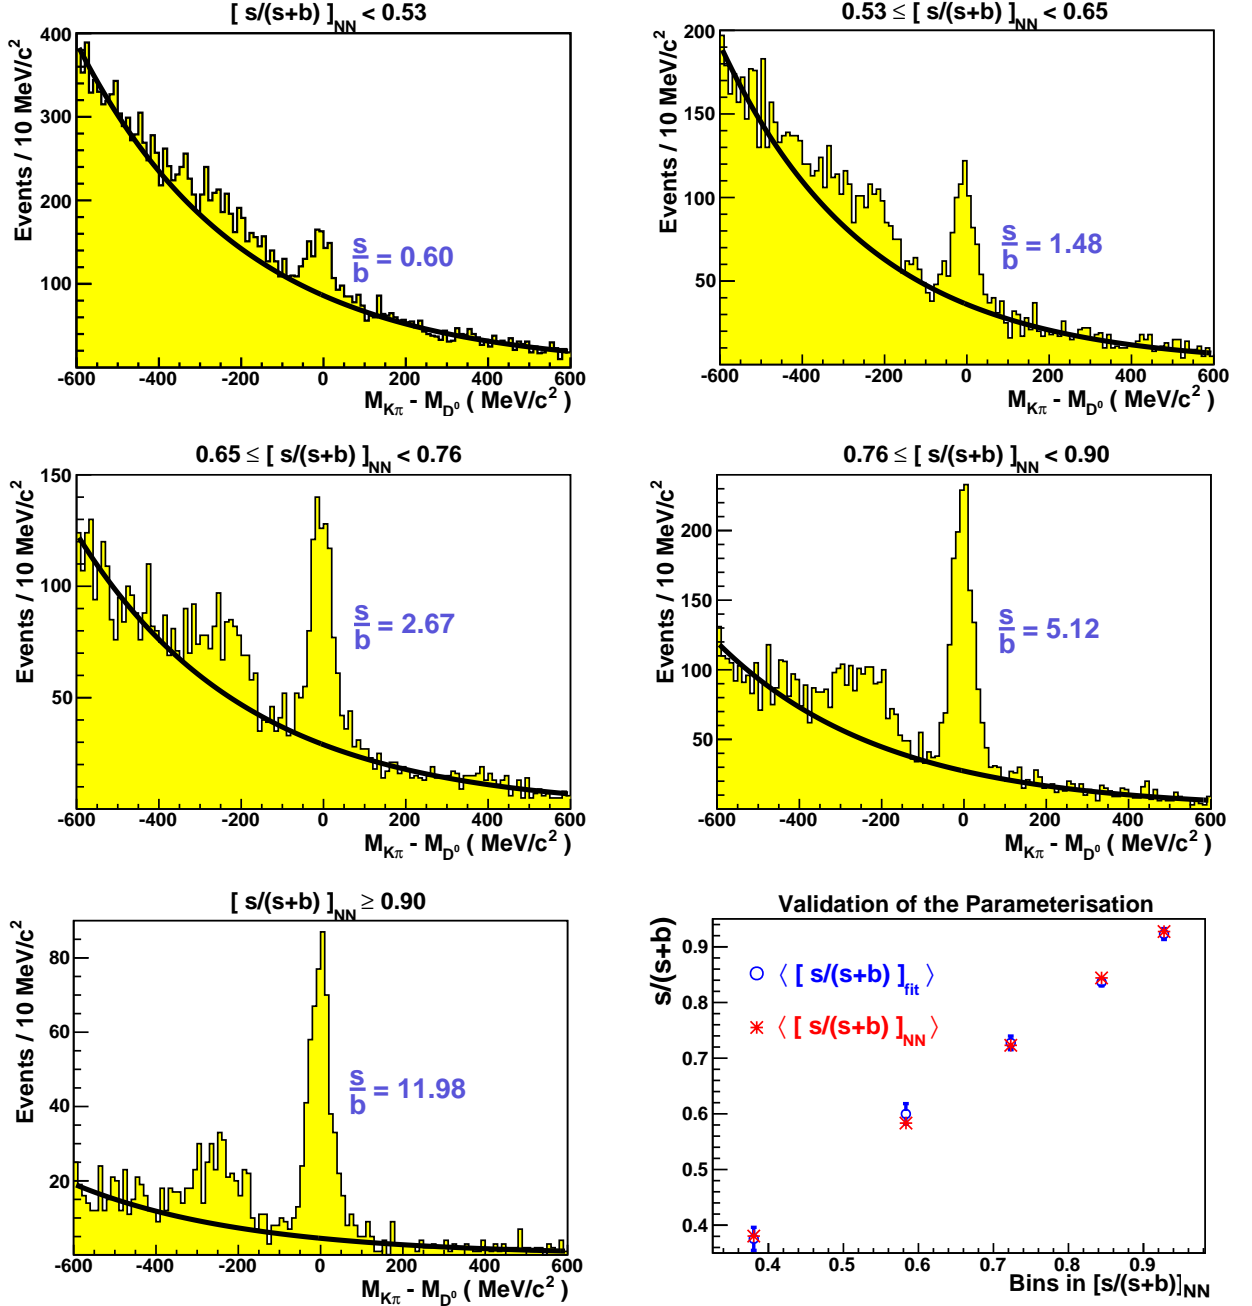 [ s/(s+b) ]NN < 0.53
Events / 10 MeV/c2
400
300
200
100
s/b = 0.60
-600 -400 -200 0 200 400 600
MKπ - MD0 ( MeV/c2 )
0.53 ≤ [ s/(s+b) ]NN < 0.65
Events / 10 MeV/c2
200
150
100
50
s/b = 1.48
-600 -400 -200 0 200 400 600
MKπ - MD0 ( MeV/c2 )
0.65 ≤ [ s/(s+b) ]NN < 0.76
Events / 10 MeV/c2
150
100
50
s/b = 2.67
-600 -400 -200 0 200 400 600
MKπ - MD0 ( MeV/c2 )
0.76 ≤ [ s/(s+b) ]NN < 0.90
Events / 10 MeV/c2
200
150
100
50
s/b = 5.12
-600 -400 -200 0 200 400 600
MKπ - MD0 ( MeV/c2 )
[ s/(s+b) ]NN ≥ 0.90
Events / 10 MeV/c2
80
60
40
20
0
s/b = 11.98
-600 -400 -200 0 200 400 600
MKπ - MD0 ( MeV/c2 )
Validation of the Parameterisation
s/(s+b)
0.9
0.8
0.7
0.6
0.5
0.4
⟨ [ s/(s+b) ]fit ⟩
⟨ [ s/(s+b) ]NN ⟩
0.4 0.5 0.6 0.7 0.8 0.9
Bins in [s/(s+b)]NN